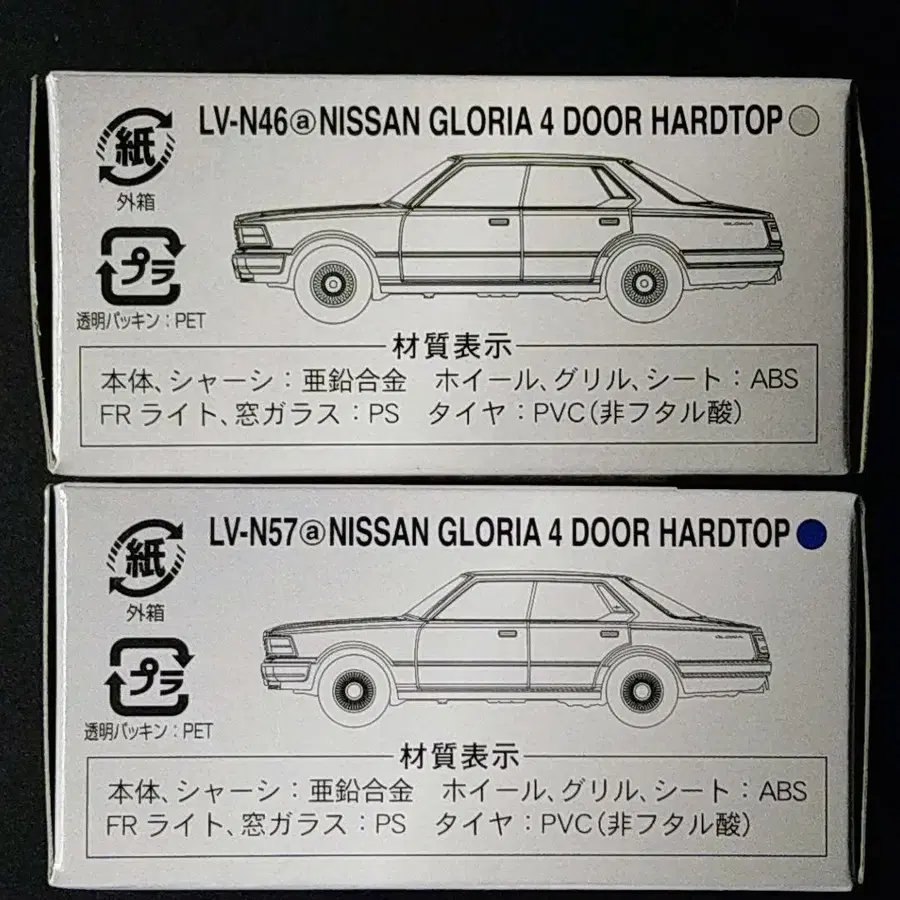 LV-N46ⓐNISSAN GLORIA 4 DOOR HARDTOP
紙
外箱
プラ
透明パッキン：PET
GLORIA
材質表示
本体、シャーシ：亜鉛合金　ホイール、グリル、シート：ABS
FRライト、窓ガラス：PS　タイヤ：PVC（非フタル酸）
LV-N57ⓐNISSAN GLORIA 4 DOOR HARDTOP
紙
外箱
プラ
透明パッキン：PET
GLORIA
材質表示
本体、シャーシ：亜鉛合金　ホイール、グリル、シート：ABS
FRライト、窓ガラス：PS　タイヤ：PVC（非フタル酸）